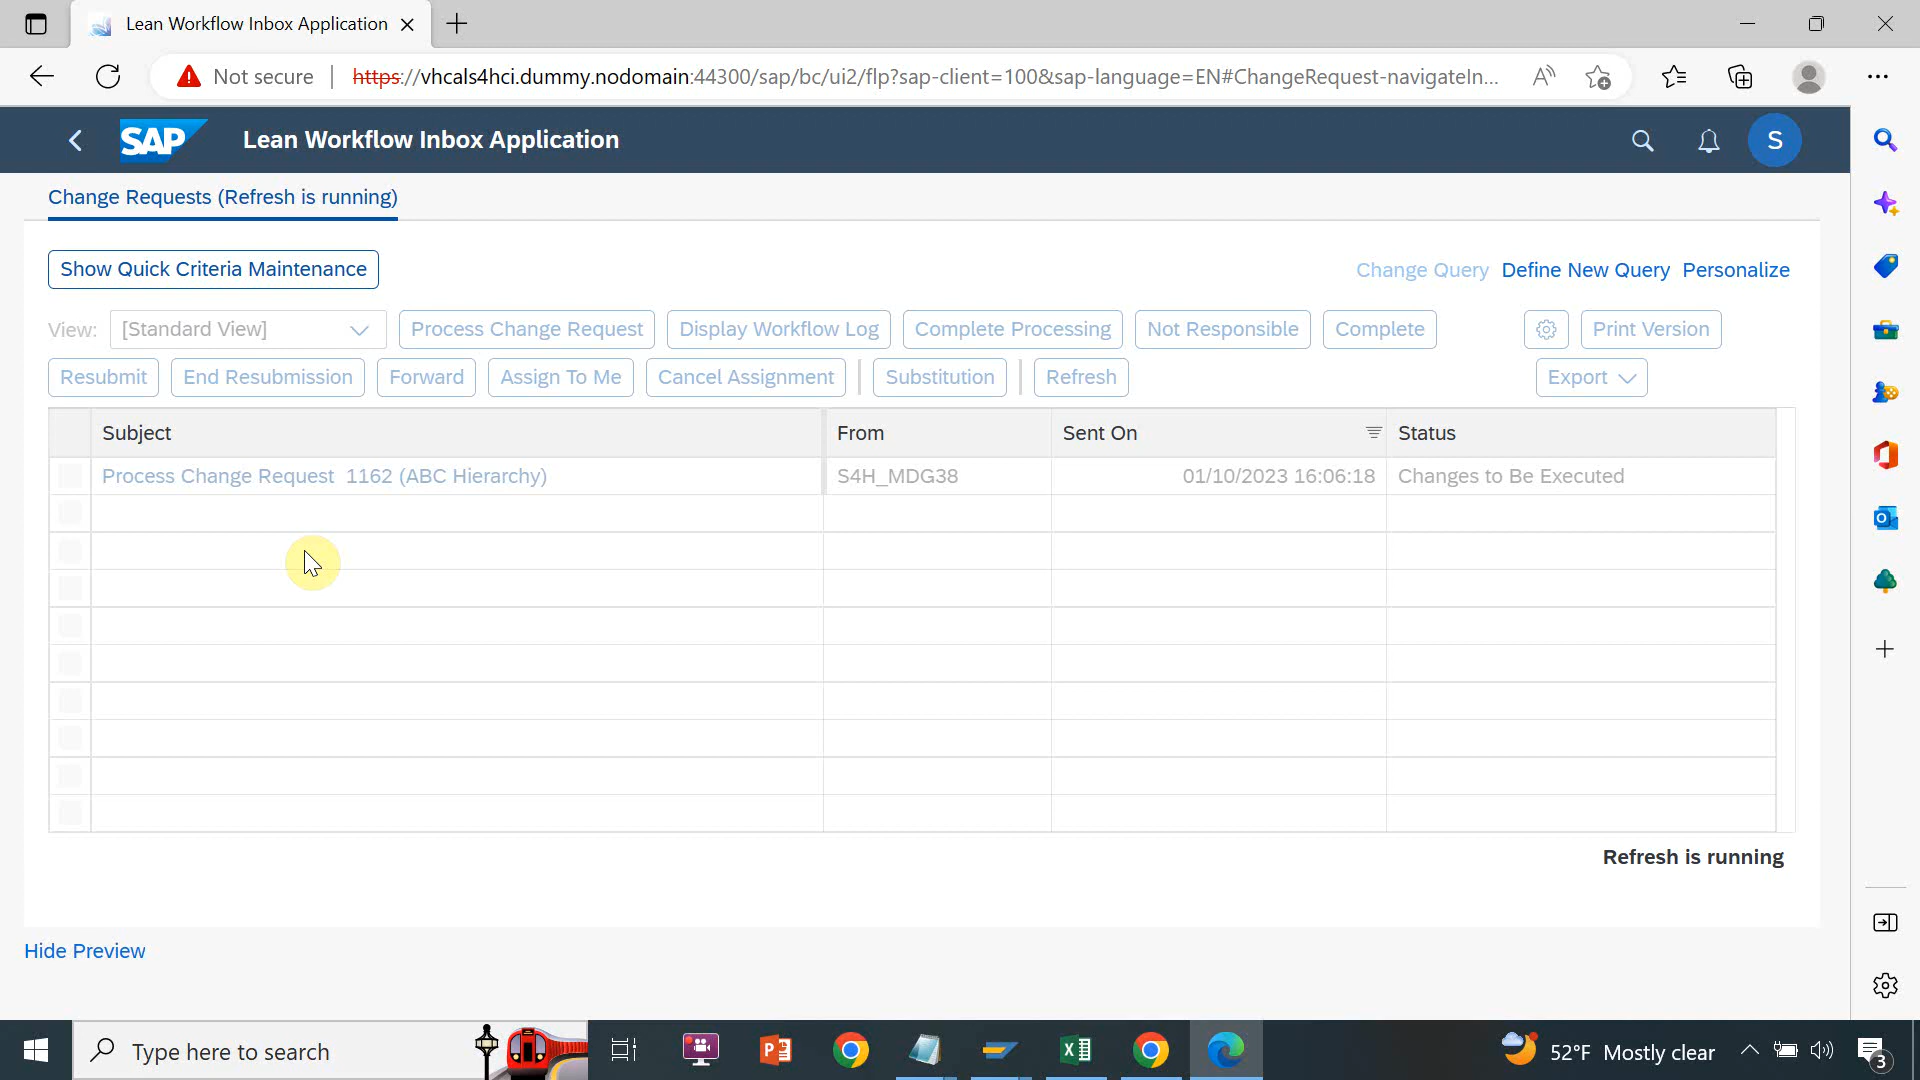 Lean Workflow Inbox Application
Not secure
https://vhcals4hci.dummy.nodomain:44300/sap/bc/ui2/flp?sap-client=100&sap-language=EN#ChangeRequest-navigateIn...
SAP
Lean Workflow Inbox Application
S
Change Requests (Refresh is running)
Show Quick Criteria Maintenance
Change Query Define New Query Personalize
View: [Standard View] Process Change Request Display Workflow Log Complete Processing Not Responsible Complete Print Version
Resubmit End Resubmission Forward Assign To Me Cancel Assignment Substitution Refresh Export
Subject From Sent On Status
Process Change Request 1162 (ABC Hierarchy) S4H_MDG38 01/10/2023 16:06:18 Changes to Be Executed
Refresh is running
Hide Preview
Type here to search
52°F Mostly clear
3